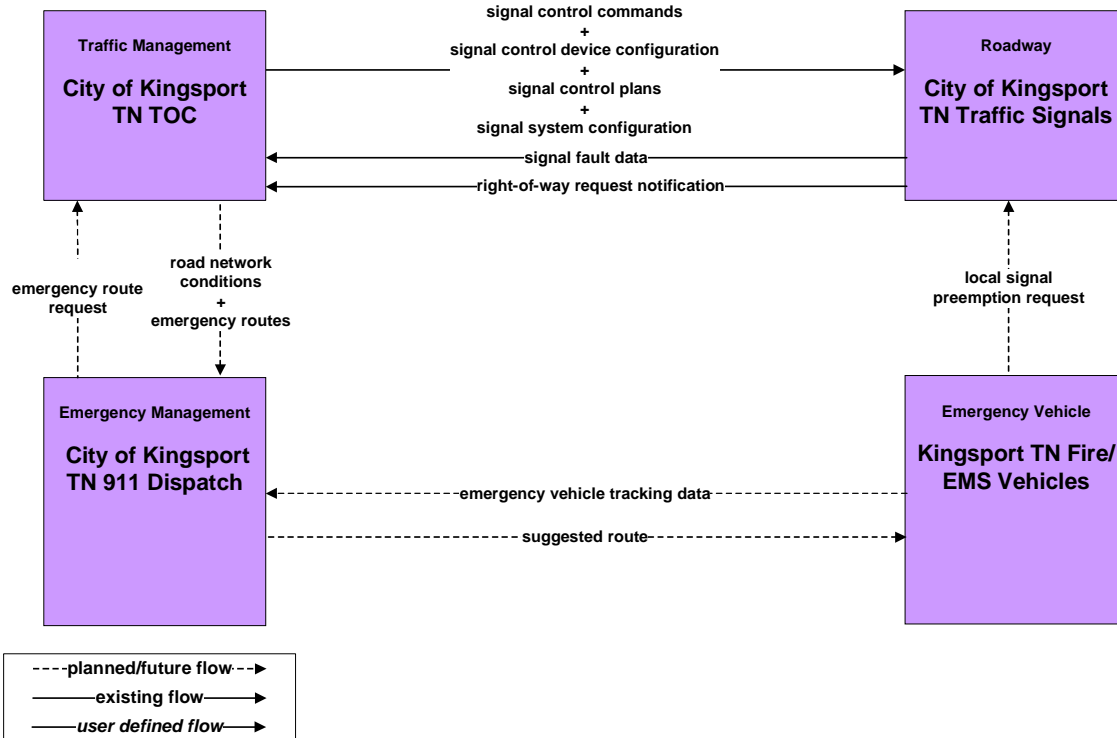 signal control commands
+
signal control device configuration
+
signal control plans
+
signal system configuration
Traffic Management
City of Kingsport
TN TOC
Roadway
City of Kingsport
TN Traffic Signals
signal fault data
right-of-way request notification
emergency route
request
road network
conditions
+
emergency routes
local signal
preemption request
Emergency Management
City of Kingsport
TN 911 Dispatch
Emergency Vehicle
Kingsport TN Fire/
EMS Vehicles
emergency vehicle tracking data
suggested route
planned/future flow
existing flow
user defined flow